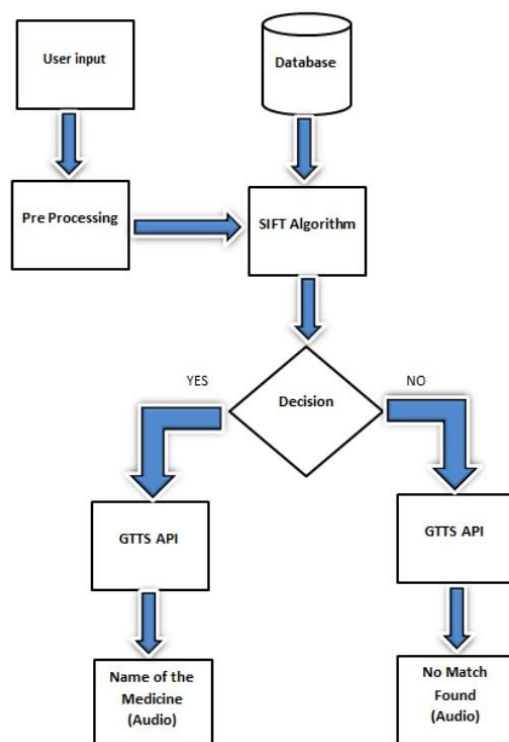 User input
Database
Pre Processing
SIFT Algorithm
YES
NO
Decision
GTTS API
GTTS API
Name of the
Medicine
(Audio)
No Match
Found
(Audio)